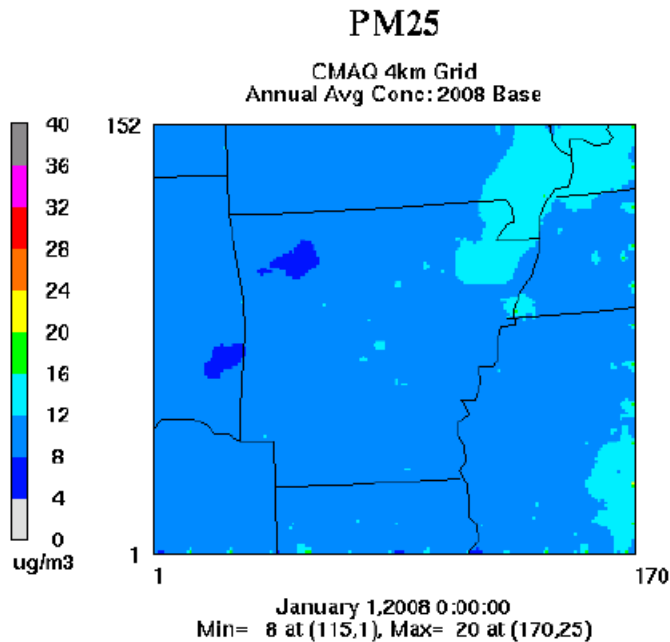 PM25
CMAQ 4km Grid
Annual Avg Conc: 2008 Base
40
36
32
28
24
20
16
12
8
4
0
ug/m3
152
1
1
170
January 1,2008 0:00:00
Min= 8 at (115,1), Max= 20 at (170,25)